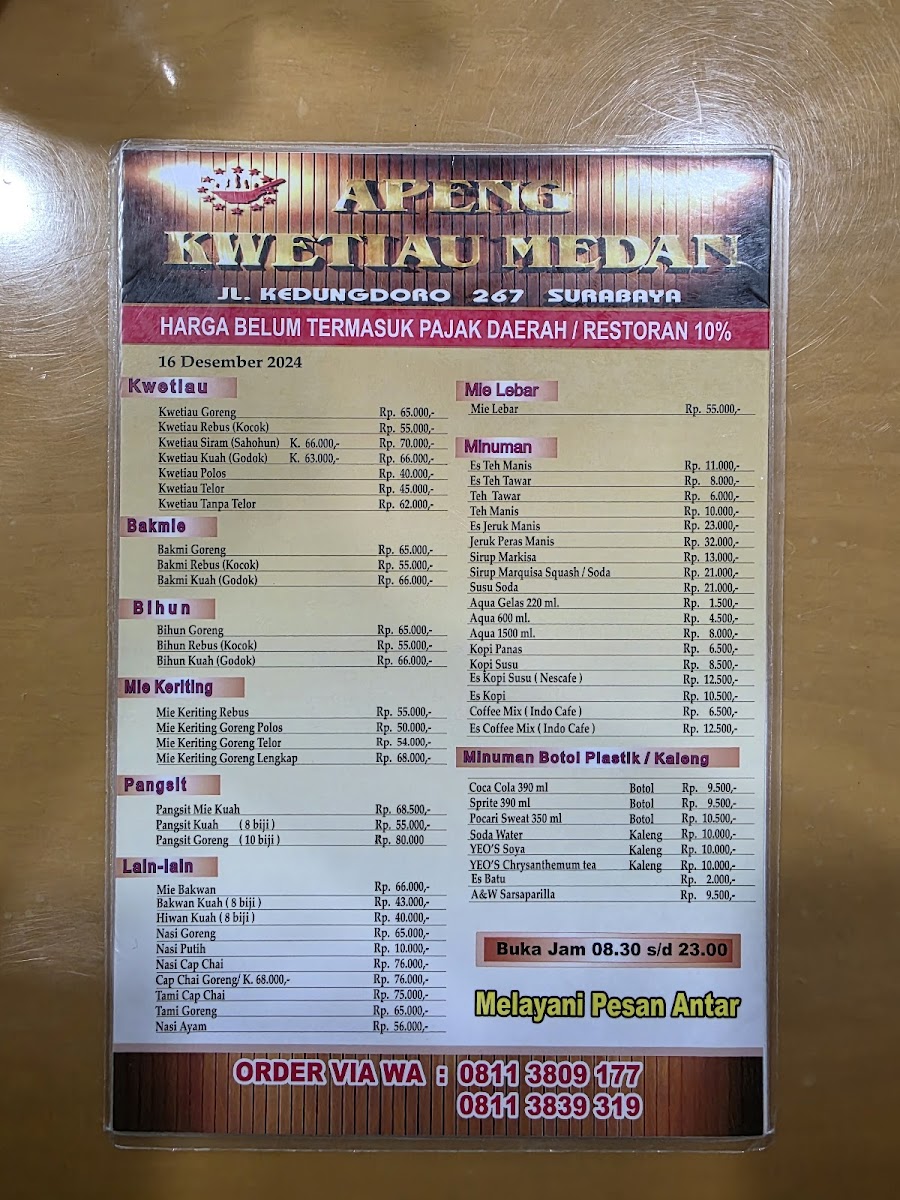 APENG
KWETIAU MEDAN
JL. KEDUNGDORO 267 SURABAYA
HARGA BELUM TERMASUK PAJAK DAERAH / RESTORAN 10%
16 Desember 2024
Kwetiau
Kwetiau Goreng Rp. 65.000,-
Kwetiau Rebus (Kocok) Rp. 55.000,-
Kwetiau Siram (Sahohun) K. 66.000,- Rp. 70.000,-
Kwetiau Kuah (Godok) K. 63.000,- Rp. 66.000,-
Kwetiau Polos Rp. 40.000,-
Kwetiau Telor Rp. 45.000,-
Kwetiau Tanpa Telor Rp. 62.000,-
Bakmie
Bakmi Goreng Rp. 65.000,-
Bakmi Rebus (Kocok) Rp. 55.000,-
Bakmi Kuah (Godok) Rp. 66.000,-
Bihun
Bihun Goreng Rp. 65.000,-
Bihun Rebus (Kocok) Rp. 55.000,-
Bihun Kuah (Godok) Rp. 66.000,-
Mie Keriting
Mie Keriting Rebus Rp. 55.000,-
Mie Keriting Goreng Polos Rp. 50.000,-
Mie Keriting Goreng Telor Rp. 54.000,-
Mie Keriting Goreng Lengkap Rp. 68.000,-
Pangsit
Pangsit Mie Kuah Rp. 68.500,-
Pangsit Kuah ( 8 biji ) Rp. 55.000,-
Pangsit Goreng ( 10 biji ) Rp. 80.000
Lain-lain
Mie Bakwan Rp. 66.000,-
Bakwan Kuah ( 8 biji ) Rp. 43.000,-
Hiwan Kuah ( 8 biji ) Rp. 40.000,-
Nasi Goreng Rp. 65.000,-
Nasi Putih Rp. 10.000,-
Nasi Cap Chai Rp. 76.000,-
Cap Chai Goreng/ K. 68.000,- Rp. 76.000,-
Tami Cap Chai Rp. 75.000,-
Tami Goreng Rp. 65.000,-
Nasi Ayam Rp. 56.000,-
Mie Lebar
Mie Lebar Rp. 55.000,-
Minuman
Es Teh Manis Rp. 11.000,-
Es Teh Tawar Rp. 8.000,-
Teh Tawar Rp. 6.000,-
Teh Manis Rp. 10.000,-
Es Jeruk Manis Rp. 23.000,-
Jeruk Peras Manis Rp. 32.000,-
Sirup Markisa Rp. 13.000,-
Sirup Marquisa Squash / Soda Rp. 21.000,-
Susu Soda Rp. 21.000,-
Aqua Gelas 220 ml. Rp. 1.500,-
Aqua 600 ml. Rp. 4.500,-
Aqua 1500 ml. Rp. 8.000,-
Kopi Panas Rp. 6.500,-
Kopi Susu Rp. 8.500,-
Es Kopi Susu ( Nescafe ) Rp. 12.500,-
Es Kopi Rp. 10.500,-
Coffee Mix ( Indo Cafe ) Rp. 6.500,-
Es Coffee Mix ( Indo Cafe ) Rp. 12.500,-
Minuman Botol Plastik / Kaleng
Coca Cola 390 ml Botol Rp. 9.500,-
Sprite 390 ml Botol Rp. 9.500,-
Pocari Sweat 350 ml Botol Rp. 10.500,-
Soda Water Kaleng Rp. 10.000,-
YEO'S Soya Kaleng Rp. 10.000,-
YEO'S Chrysanthemum tea Kaleng Rp. 10.000,-
Es Batu Rp. 2.000,-
A&W Sarsaparilla Rp. 9.500,-
Buka Jam 08.30 s/d 23.00
Melayani Pesan Antar
ORDER VIA WA : 0811 3809 177
0811 3839 319